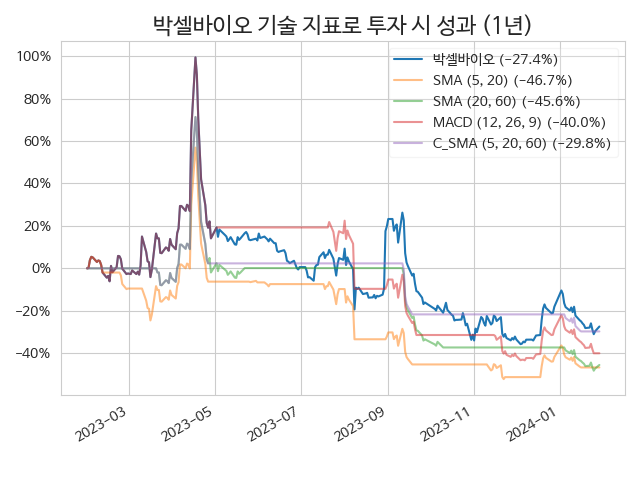 박셀바이오 기술 지표로 투자 시 성과 (1년)
박셀바이오 (−27.4%)
SMA (5, 20) (−46.7%)
SMA (20, 60) (−45.6%)
MACD (12, 26, 9) (−40.0%)
C_SMA (5, 20, 60) (−29.8%)
100%
80%
60%
40%
20%
0%
−20%
−40%
2023−03
2023−05
2023−07
2023−09
2023−11
2024−01